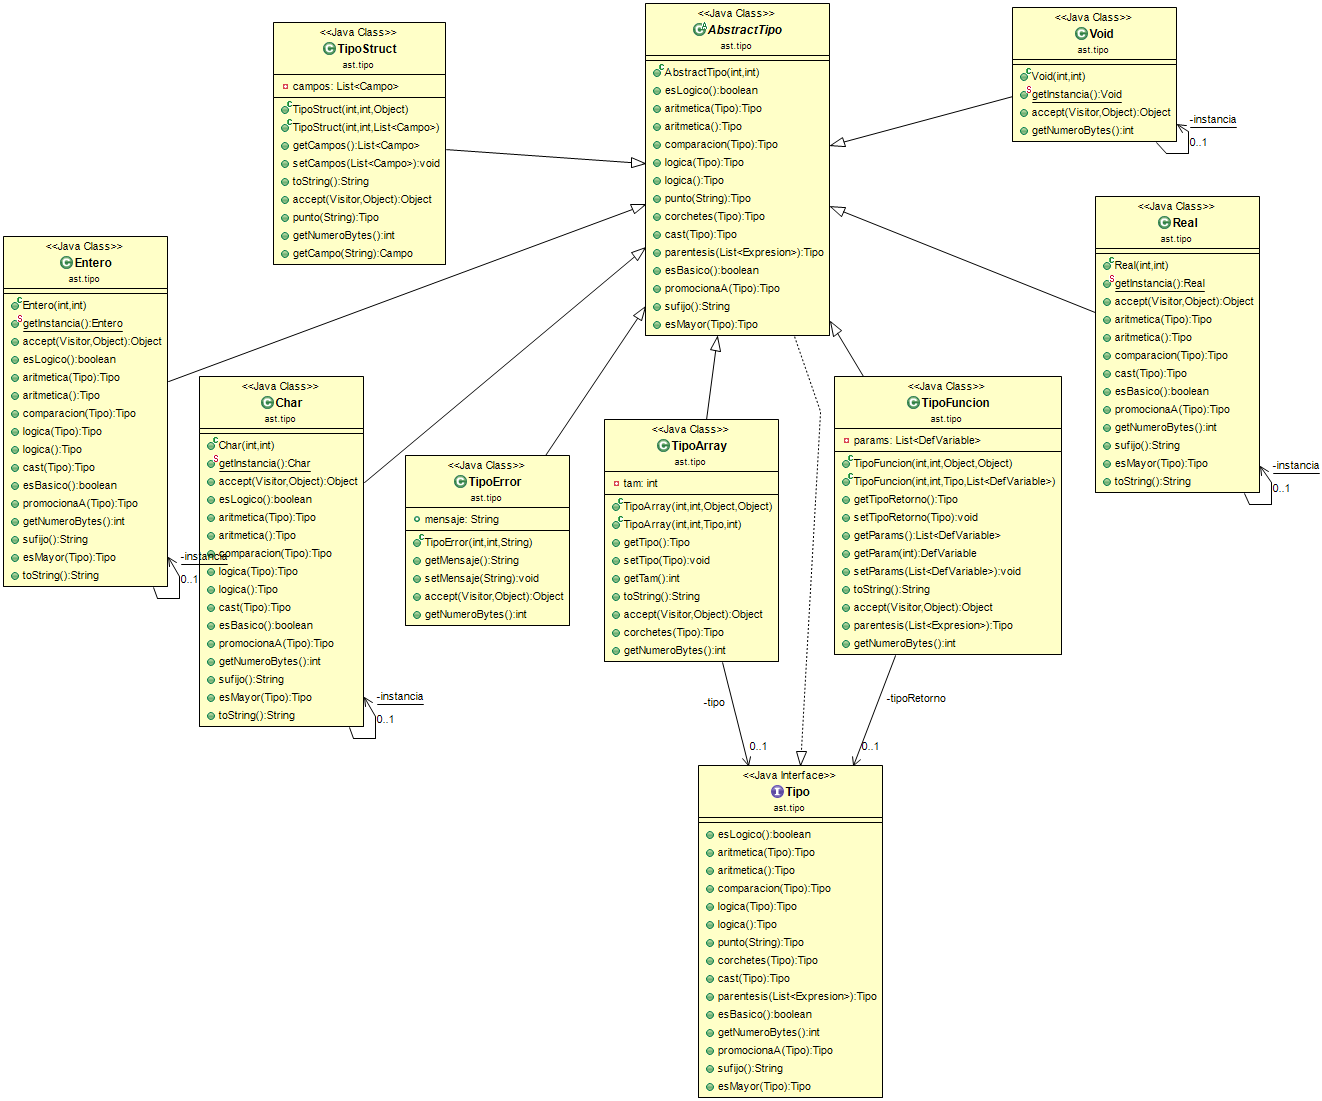 <<Java Class>>
TipoStruct
ast.tipo
campos: List<Campo>
TipoStruct(int,int,Object)
TipoStruct(int,int,List<Campo>)
getCampos():List<Campo>
setCampos(List<Campo>):void
toString():String
accept(Visitor,Object):Object
punto(String):Tipo
getNumeroBytes():int
getCampo(String):Campo
<<Java Class>>
AbstractTipo
ast.tipo
AbstractTipo(int,int)
esLogico():boolean
aritmetica(Tipo):Tipo
aritmetica():Tipo
comparacion(Tipo):Tipo
logica(Tipo):Tipo
logica():Tipo
punto(String):Tipo
corchetes(Tipo):Tipo
cast(Tipo):Tipo
parentesis(List<Expresion>):Tipo
esBasico():boolean
promocionaA(Tipo):Tipo
sufijo():String
esMayor(Tipo):Tipo
<<Java Class>>
Void
ast.tipo
Void(int,int)
getInstancia():Void
accept(Visitor,Object):Object
getNumeroBytes():int
-instancia
0..1
<<Java Class>>
Real
ast.tipo
Real(int,int)
getInstancia():Real
accept(Visitor,Object):Object
aritmetica(Tipo):Tipo
aritmetica():Tipo
comparacion(Tipo):Tipo
cast(Tipo):Tipo
esBasico():boolean
promocionaA(Tipo):Tipo
getNumeroBytes():int
sufijo():String
esMayor(Tipo):Tipo
toString():String
-instancia
0..1
<<Java Class>>
Entero
ast.tipo
Entero(int,int)
getInstancia():Entero
accept(Visitor,Object):Object
esLogico():boolean
aritmetica(Tipo):Tipo
aritmetica():Tipo
comparacion(Tipo):Tipo
logica(Tipo):Tipo
logica():Tipo
cast(Tipo):Tipo
esBasico():boolean
promocionaA(Tipo):Tipo
getNumeroBytes():int
sufijo():String
esMayor(Tipo):Tipo
toString():String
-instancia
0..1
<<Java Class>>
Char
ast.tipo
Char(int,int)
getInstancia():Char
accept(Visitor,Object):Object
esLogico():boolean
aritmetica(Tipo):Tipo
aritmetica():Tipo
comparacion(Tipo):Tipo
logica(Tipo):Tipo
logica():Tipo
cast(Tipo):Tipo
esBasico():boolean
promocionaA(Tipo):Tipo
getNumeroBytes():int
sufijo():String
esMayor(Tipo):Tipo
toString():String
-instancia
0..1
<<Java Class>>
TipoError
ast.tipo
mensaje: String
TipoError(int,int,String)
getMensaje():String
setMensaje(String):void
accept(Visitor,Object):Object
getNumeroBytes():int
<<Java Class>>
TipoArray
ast.tipo
tam: int
TipoArray(int,int,Object,Object)
TipoArray(int,int,Tipo,int)
getTipo():Tipo
setTipo(Tipo):void
getTam():int
toString():String
accept(Visitor,Object):Object
corchetes(Tipo):Tipo
getNumeroBytes():int
<<Java Class>>
TipoFuncion
ast.tipo
params: List<DefVariable>
TipoFuncion(int,int,Object,Object)
TipoFuncion(int,int,Tipo,List<DefVariable>)
getTipoRetorno():Tipo
setTipoRetorno(Tipo):void
getParams():List<DefVariable>
getParam(int):DefVariable
setParams(List<DefVariable>):void
toString():String
accept(Visitor,Object):Object
parentesis(List<Expresion>):Tipo
getNumeroBytes():int
-tipo
0..1
-tipoRetorno
0..1
<<Java Interface>>
Tipo
ast.tipo
esLogico():boolean
aritmetica(Tipo):Tipo
aritmetica():Tipo
comparacion(Tipo):Tipo
logica(Tipo):Tipo
logica():Tipo
punto(String):Tipo
corchetes(Tipo):Tipo
cast(Tipo):Tipo
parentesis(List<Expresion>):Tipo
esBasico():boolean
getNumeroBytes():int
promocionaA(Tipo):Tipo
sufijo():String
esMayor(Tipo):Tipo